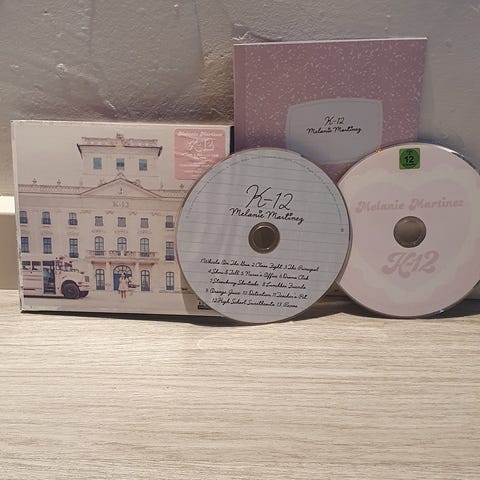 Melanie Martinez
K-12
K-12
K-12
Melanie Martinez
K-12
Melanie Martinez
1 Wheels On The Bus 2 Class Fight 3 The Principal
4 Show & Tell 5 Nurse's Office 6 Drama Club
7 Strawberry Shortcake 8 Lunchbox Friends
9 Orange Juice 10 Detention 11 Teacher's Pet
12 High School Sweethearts 13 Recess
12
Melanie Martinez
K-12